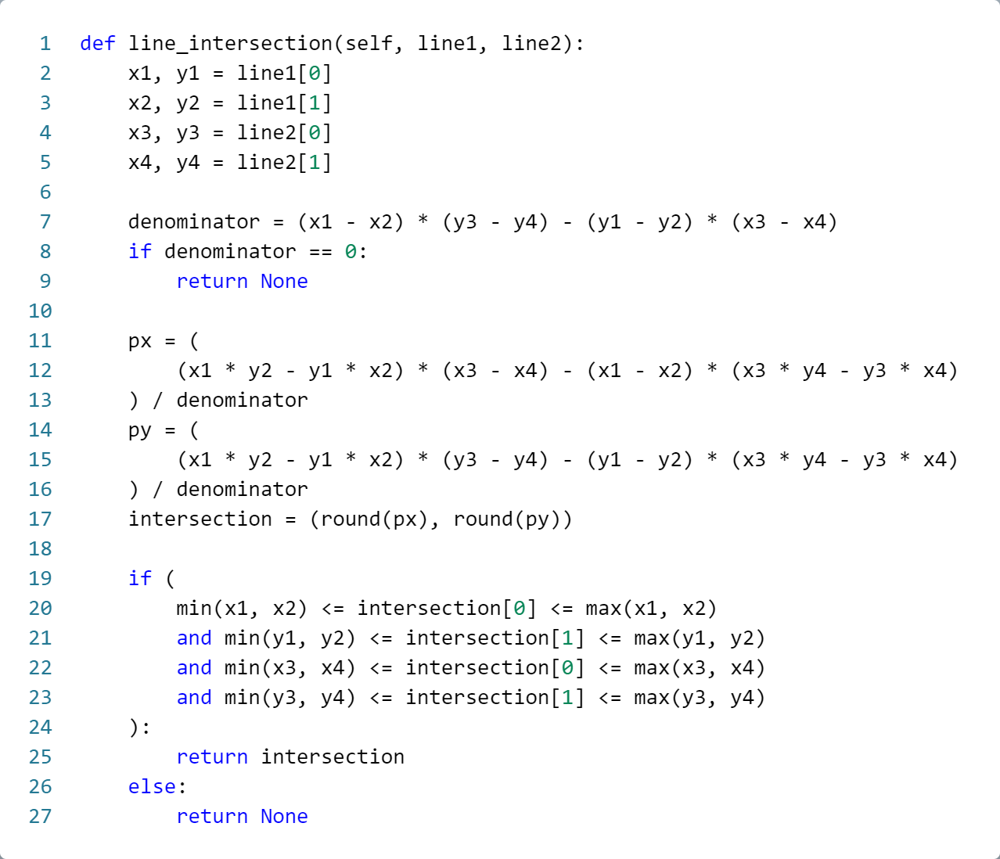 1 def line_intersection(self, line1, line2):
2     x1, y1 = line1[0]
3     x2, y2 = line1[1]
4     x3, y3 = line2[0]
5     x4, y4 = line2[1]
6
7     denominator = (x1 - x2) * (y3 - y4) - (y1 - y2) * (x3 - x4)
8     if denominator == 0:
9         return None
10
11     px = (
12         (x1 * y2 - y1 * x2) * (x3 - x4) - (x1 - x2) * (x3 * y4 - y3 * x4)
13     ) / denominator
14     py = (
15         (x1 * y2 - y1 * x2) * (y3 - y4) - (y1 - y2) * (x3 * y4 - y3 * x4)
16     ) / denominator
17     intersection = (round(px), round(py))
18
19     if (
20         min(x1, x2) <= intersection[0] <= max(x1, x2)
21         and min(y1, y2) <= intersection[1] <= max(y1, y2)
22         and min(x3, x4) <= intersection[0] <= max(x3, x4)
23         and min(y3, y4) <= intersection[1] <= max(y3, y4)
24     ):
25         return intersection
26     else:
27         return None